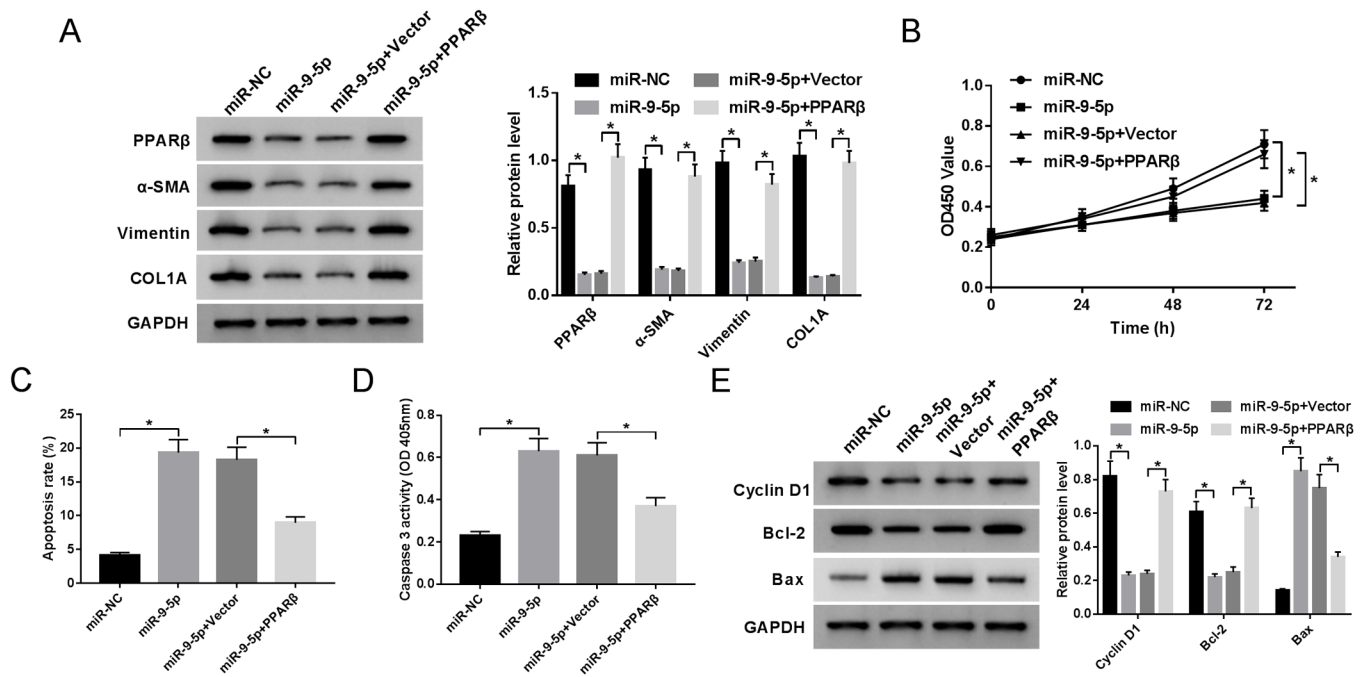 A
miR-NC
miR-9-5p
miR-9-5p+Vector
miR-9-5p+PPARβ
PPARβ
α-SMA
Vimentin
COL1A
GAPDH
miR-NC
miR-9-5p+Vector
miR-9-5p
miR-9-5p+PPARβ
Relative protein level
1.5
1.0
0.5
0.0
* * * * * * * *
PPARβ
α-SMA
Vimentin
COL1A
B
miR-NC
miR-9-5p
miR-9-5p+Vector
miR-9-5p+PPARβ
OD450 Value
1.0
0.8
0.6
0.4
0.2
0.0
* *
0 24 48 72
Time (h)
C
Apoptosis rate (%)
25
20
15
10
5
0
* *
miR-NC
miR-9-5p
miR-9-5p+Vector
miR-9-5p+PPARβ
D
Caspase 3 activity (OD 405nm)
0.8
0.6
0.4
0.2
0.0
* *
miR-NC
miR-9-5p
miR-9-5p+Vector
miR-9-5p+PPARβ
E
miR-NC
miR-9-5p
miR-9-5p+
Vector
miR-9-5p+
PPARβ
Cyclin D1
Bcl-2
Bax
GAPDH
miR-NC
miR-9-5p+Vector
miR-9-5p
miR-9-5p+PPARβ
Relative protein level
1.0
0.8
0.6
0.4
0.2
0.0
* * * * * *
Cyclin D1
Bcl-2
Bax